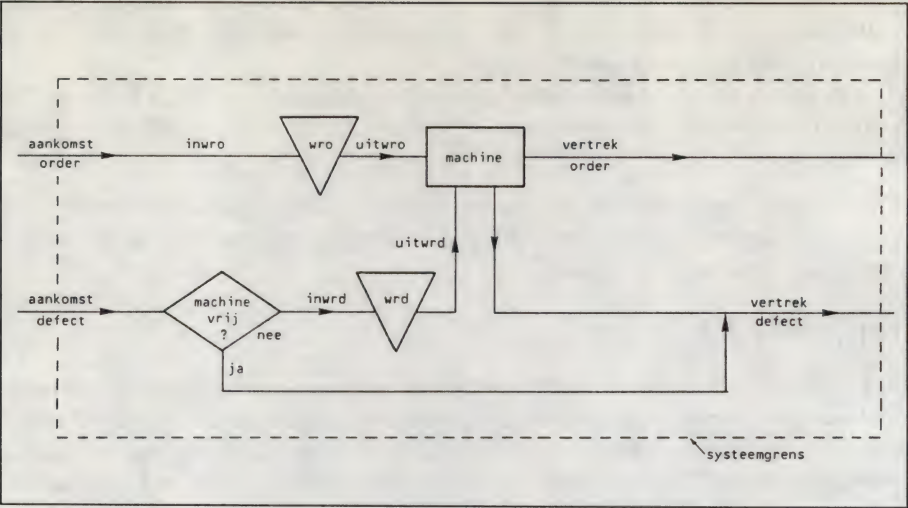 aankomst
order
inwro
wro
uitwro
machine
vertrek
order
uitwrd
aankomst
defect
machine
vrij
?
nee
ja
inwrd
wrd
vertrek
defect
systeemgrens